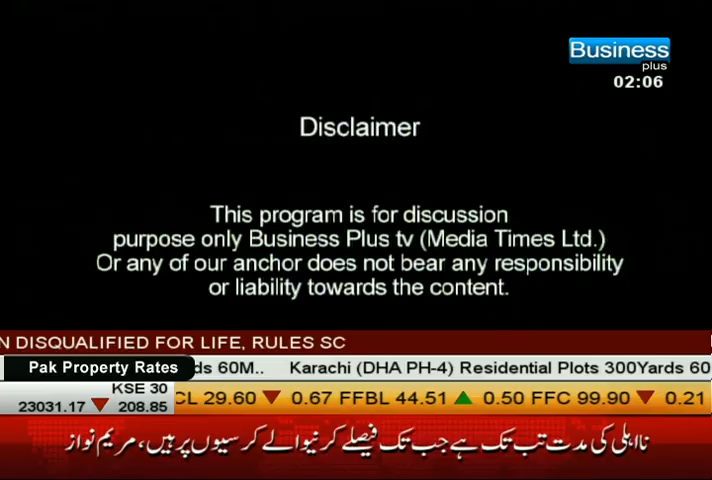 Business
plus
02:06
Disclaimer
This program is for discussion
purpose only Business Plus tv (Media Times Ltd.)
Or any of our anchor does not bear any responsibility
or liability towards the content.
N DISQUALIFIED FOR LIFE, RULES SC
Pak Property Rates ds 60M.. Karachi (DHA PH-4) Residential Plots 300Yards 60
KSE 30
23031.17 208.85 CL 29.60 0.67 FFBL 44.51 0.50 FFC 99.90 0.21
نااہلی کی مدت تب تک ہے جب تک فیصلے کرنیوالے کرسیوں پر ہیں، مریم نواز